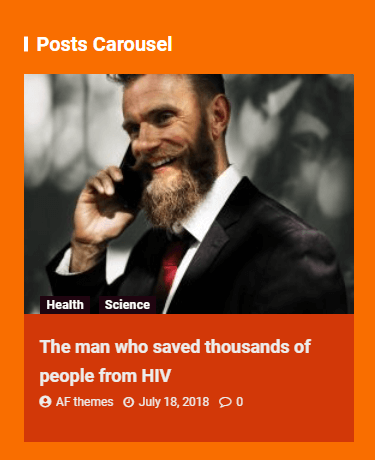 Posts Carousel
Health Science
The man who saved thousands of
people from HIV
AF themes July 18, 2018 0